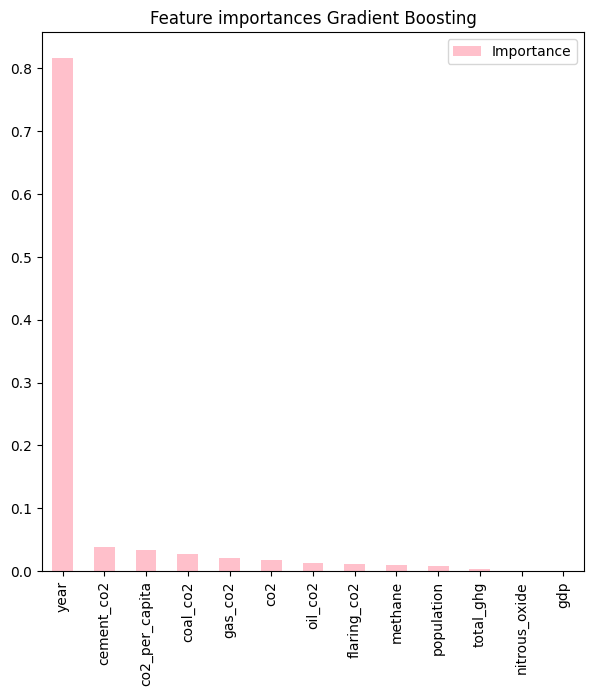 Feature importances Gradient Boosting
Importance
0.8
0.7
0.6
0.5
0.4
0.3
0.2
0.1
0.0
year
cement_co2
co2_per_capita
coal_co2
gas_co2
co2
oil_co2
flaring_co2
methane
population
total_ghg
nitrous_oxide
gdp